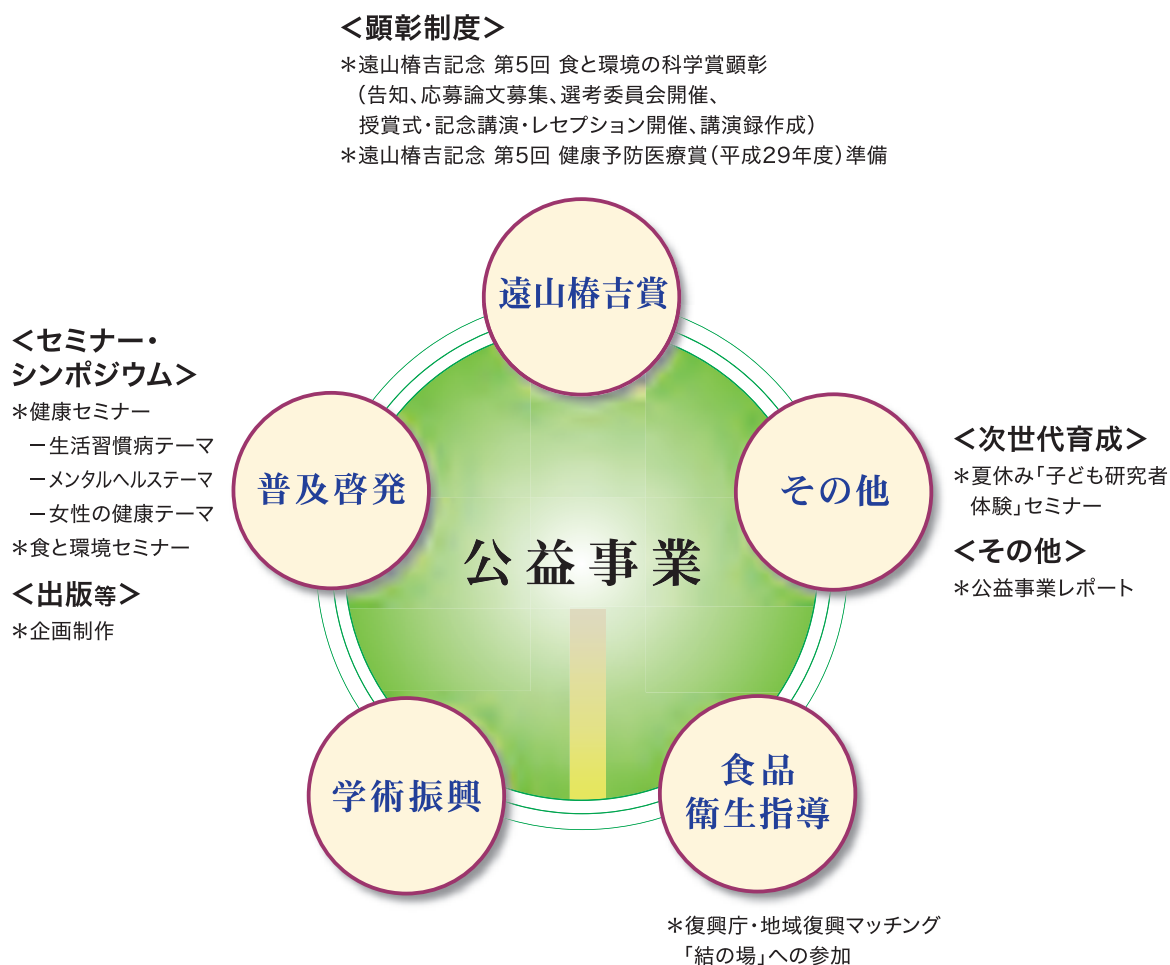 ＜顕彰制度＞
＊遠山椿吉記念 第5回 食と環境の科学賞顕彰
（告知、応募論文募集、選考委員会開催、
授賞式・記念講演・レセプション開催、講演録作成）
＊遠山椿吉記念 第5回 健康予防医療賞（平成29年度）準備
遠山椿吉賞
＜セミナー・
シンポジウム＞
＊健康セミナー
－生活習慣病テーマ
－メンタルヘルステーマ
－女性の健康テーマ
＊食と環境セミナー
＜出版等＞
＊企画制作
普及啓発
公益事業
その他
＜次世代育成＞
＊夏休み「子ども研究者
体験」セミナー
＜その他＞
＊公益事業レポート
学術振興
食品
衛生指導
＊復興庁・地域復興マッチング
「結の場」への参加